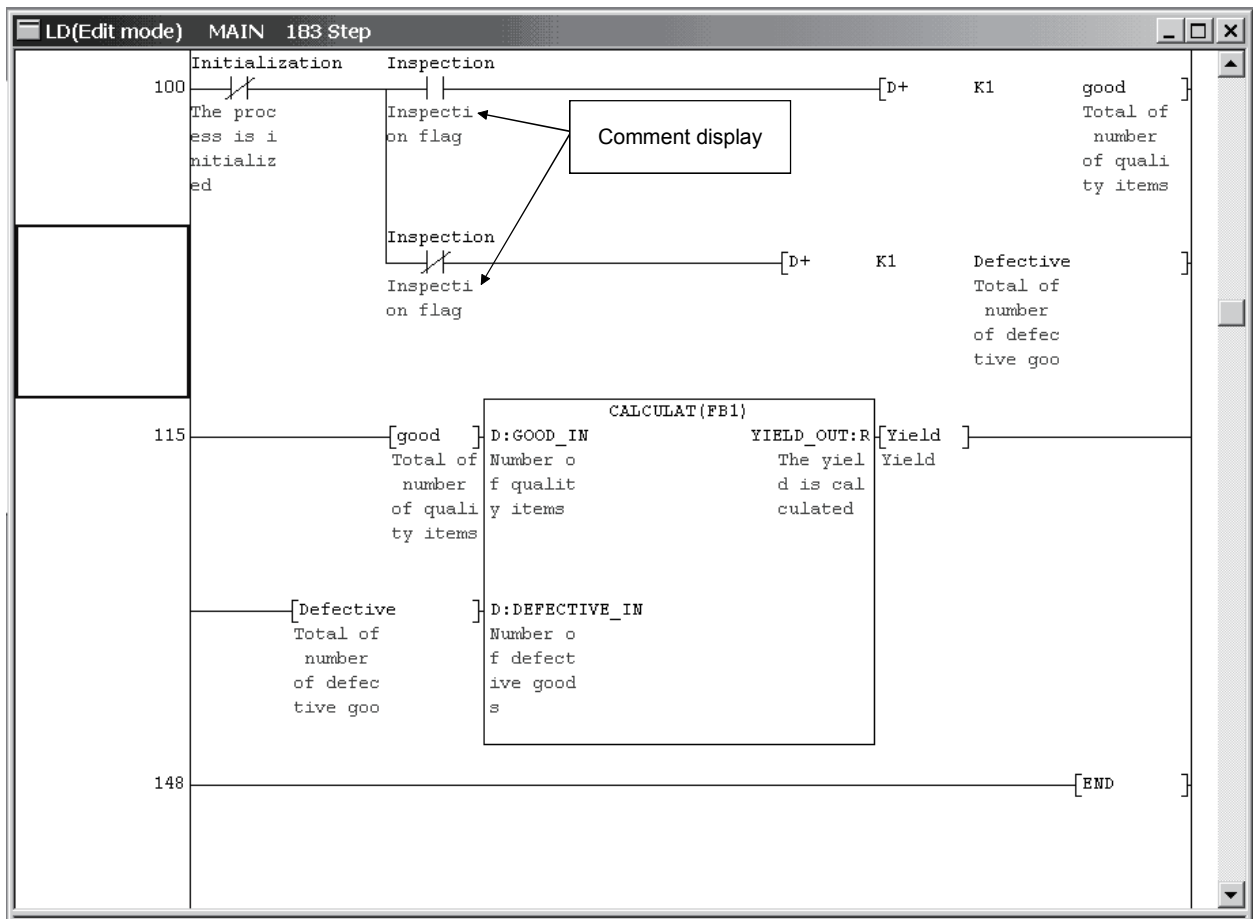 LD(Edit mode) MAIN 183 Step
Initialization Inspection
100 D+ K1 good
The proc Inspecti Total of
ess is i on flag number
nitializ of quali
ed ty items
Comment display
Inspection
D+ K1 Defective
Inspecti Total of
on flag number
of defec
tive goo
CALCULAT(FB1)
115 [good ] D:GOOD_IN YIELD_OUT:R [Yield ]
Total of Number o The yiel Yield
number f qualit d is cal
of quali y items culated
ty items
[Defective ] D:DEFECTIVE_IN
Total of Number o
number f defect
of defec ive good
tive goo s
148 [END ]